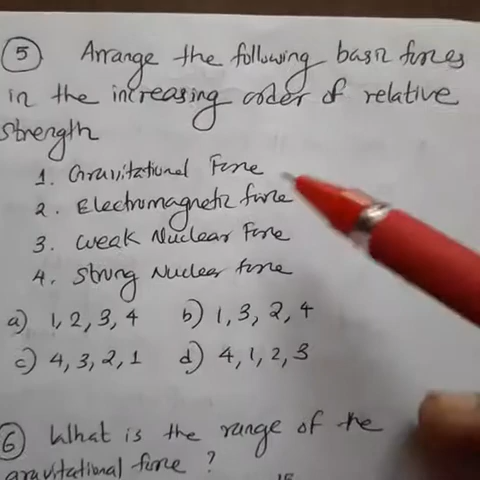 5 Arrange the following basic forces
in the increasing order of relative
strength
1. Gravitational Force
2. Electromagnetic force
3. Weak Nuclear Force
4. Strong Nuclear force
a) 1, 2, 3, 4 b) 1, 3, 2, 4
c) 4, 3, 2, 1 d) 4, 1, 2, 3
6 What is the range of the
gravitational force ?